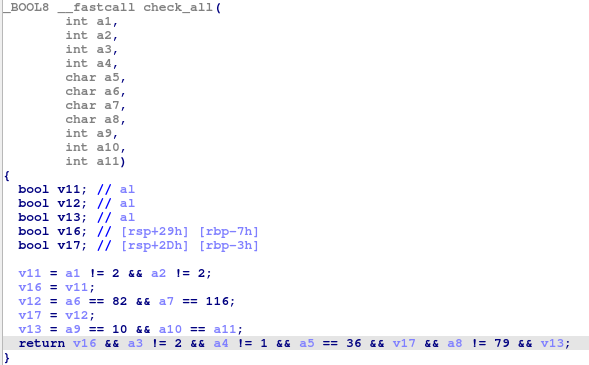 _BOOL8 __fastcall check_all(
int a1,
int a2,
int a3,
int a4,
char a5,
char a6,
char a7,
char a8,
int a9,
int a10,
int a11)
{
bool v11; // al
bool v12; // al
bool v13; // al
bool v16; // [rsp+29h] [rbp-7h]
bool v17; // [rsp+2Dh] [rbp-3h]
v11 = a1 != 2 && a2 != 2;
v16 = v11;
v12 = a6 == 82 && a7 == 116;
v17 = v12;
v13 = a9 == 10 && a10 == a11;
return v16 && a3 != 2 && a4 != 1 && a5 == 36 && v17 && a8 != 79 && v13;
}